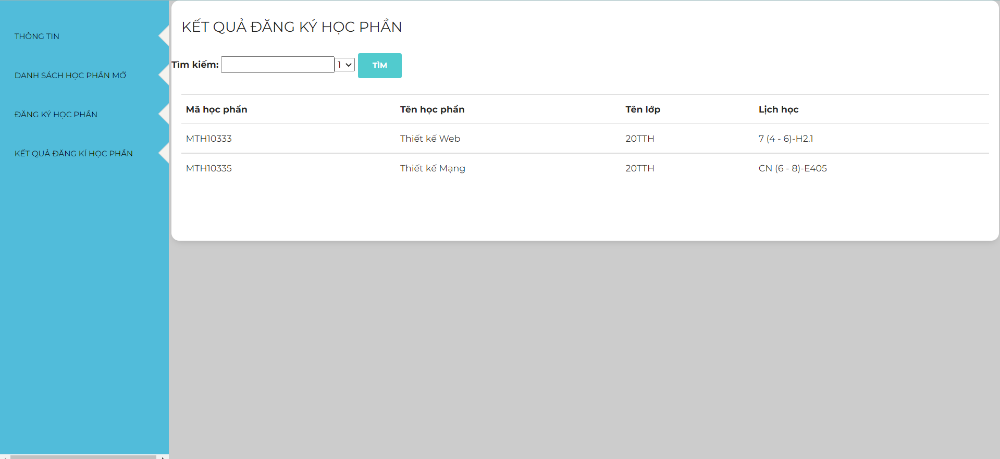 THÔNG TIN
DANH SÁCH HỌC PHẦN MỞ
ĐĂNG KÝ HỌC PHẦN
KẾT QUẢ ĐĂNG KÍ HỌC PHẦN
KẾT QUẢ ĐĂNG KÝ HỌC PHẦN
Tìm kiếm: 1 TÌM
Mã học phần Tên học phần Tên lớp Lịch học
MTH10333 Thiết kế Web 20TTH 7 (4 - 6)-H2.1
MTH10335 Thiết kế Mạng 20TTH CN (6 - 8)-E405